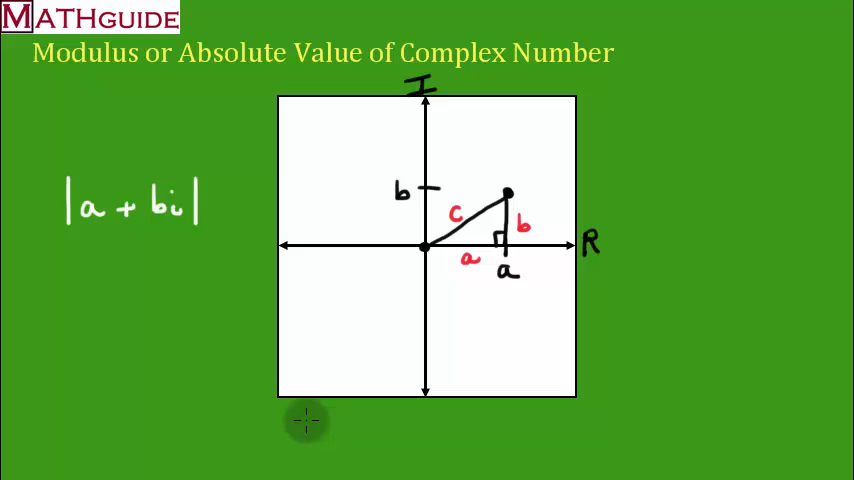 MATHGUIDE
Modulus or Absolute Value of Complex Number
I
|a + bi|
b
c
b
R
a
a